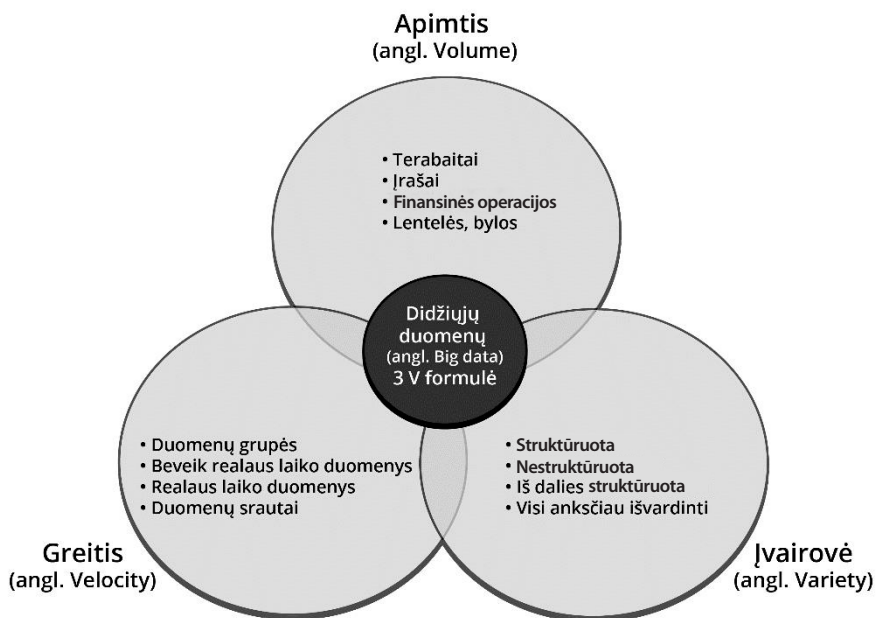 Apimtis
(angl. Volume)
• Terabaitai
• Įrašai
• Finansinės operacijos
• Lentelės, bylos
Didžiųjų
duomenų
(angl. Big data)
3 V formulė
• Duomenų grupės
• Beveik realaus laiko duomenys
• Realaus laiko duomenys
• Duomenų srautai
Greitis
(angl. Velocity)
• Struktūruota
• Nestruktūruota
• Iš dalies struktūruota
• Visi anksčiau išvardinti
Įvairovė
(angl. Variety)